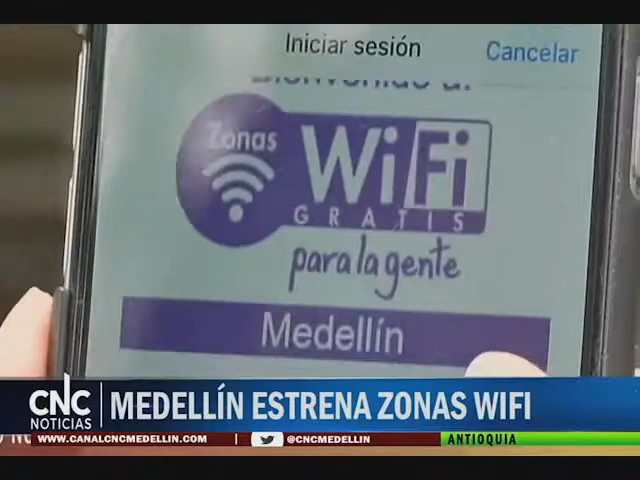 Iniciar sesión
Cancelar
Bienvenido a:
Zonas
WiFi
GRATIS
para la gente
Medellín
CNC
NOTICIAS
MEDELLÍN ESTRENA ZONAS WIFI
WWW.CANALCNCMEDELLIN.COM
@CNCMEDELLIN
ANTIOQUIA